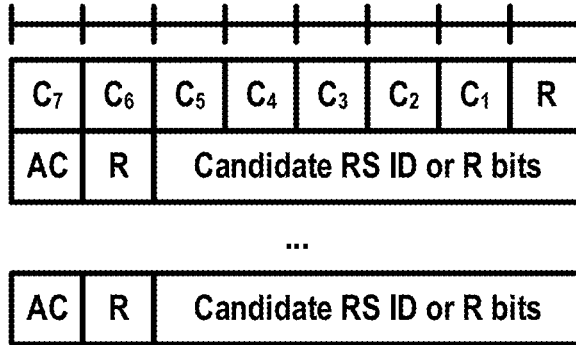 C₇ C₆ C₅ C₄ C₃ C₂ C₁ R
AC R Candidate RS ID or R bits
...
AC R Candidate RS ID or R bits